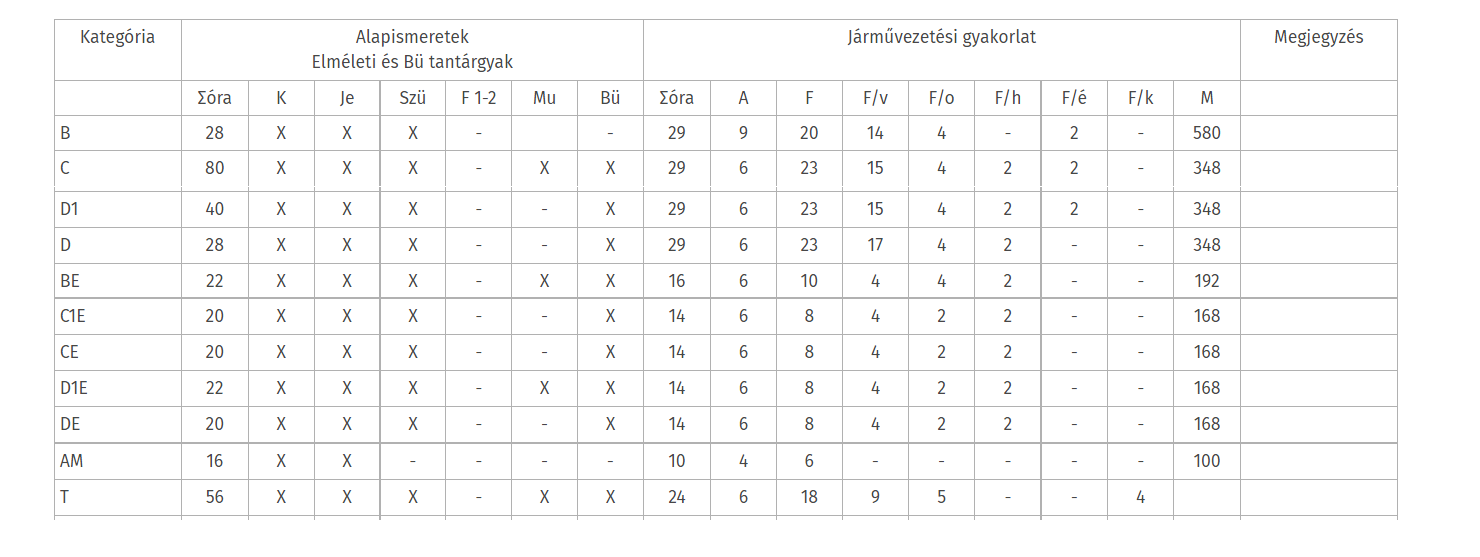 Kategória Alapismeretek Járművezetési gyakorlat Megjegyzés
Elméleti és Bü tantárgyak
Σóra K Je Szü F 1-2 Mu Bü Σóra A F F/v F/o F/h F/é F/k M
B 28 X X X - - 29 9 20 14 4 - 2 - 580
C 80 X X X - X X 29 6 23 15 4 2 2 - 348
D1 40 X X X - - X 29 6 23 15 4 2 2 - 348
D 28 X X X - - X 29 6 23 17 4 2 - - 348
BE 22 X X X - X X 16 6 10 4 4 2 - - 192
C1E 20 X X X - - X 14 6 8 4 2 2 - - 168
CE 20 X X X - - X 14 6 8 4 2 2 - - 168
D1E 22 X X X - X X 14 6 8 4 2 2 - - 168
DE 20 X X X - - X 14 6 8 4 2 2 - - 168
AM 16 X X - - - - 10 4 6 - - - - - 100
T 56 X X X - X X 24 6 18 9 5 - - 4